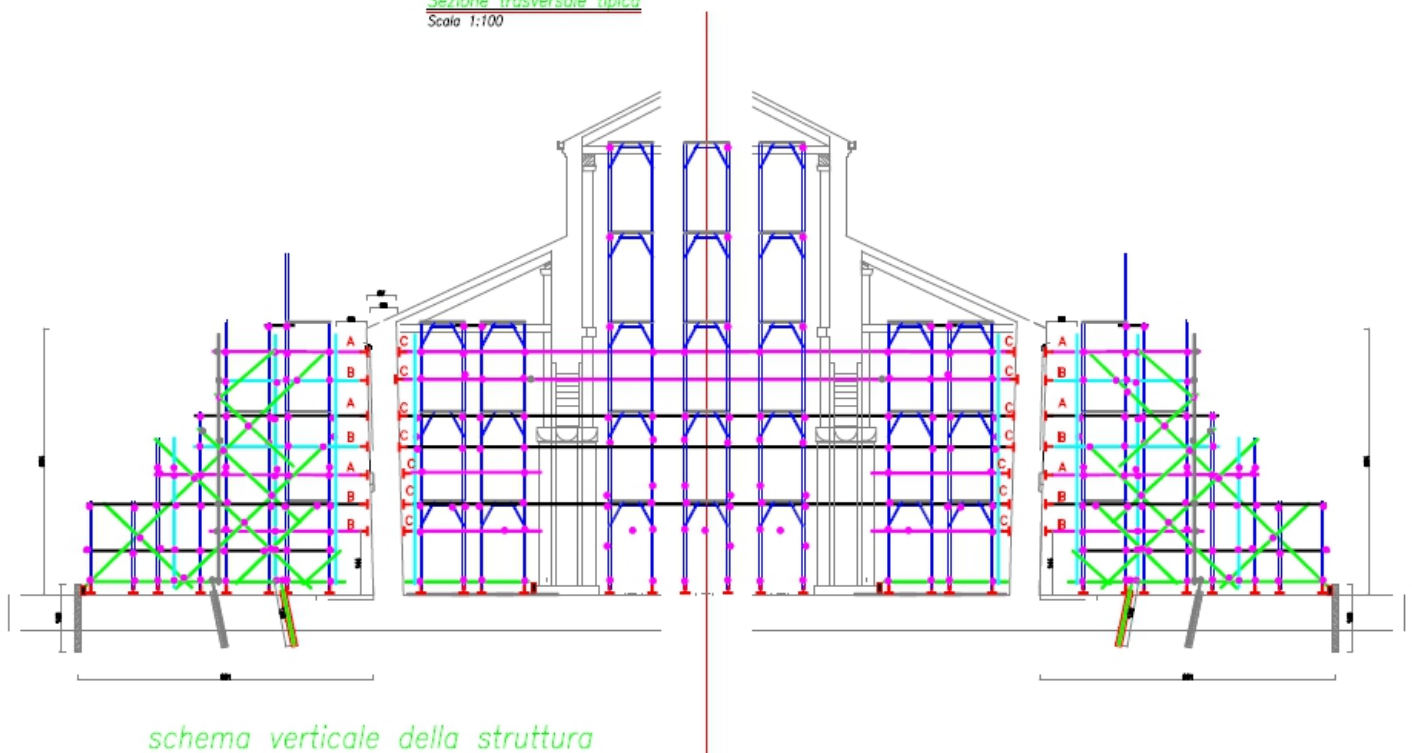 Sezione trasversale tipica
Scala 1:100
A C C A
B C C B
A C C A
B C C B
A C C A
B C C B
B C C B
schema verticale della struttura